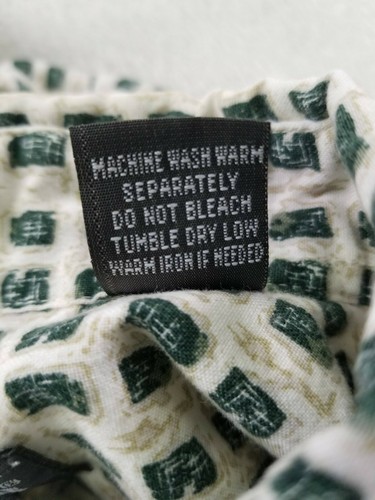 MACHINE WASH WARM
SEPARATELY
DO NOT BLEACH
TUMBLE DRY LOW
WARM IRON IF NEEDED